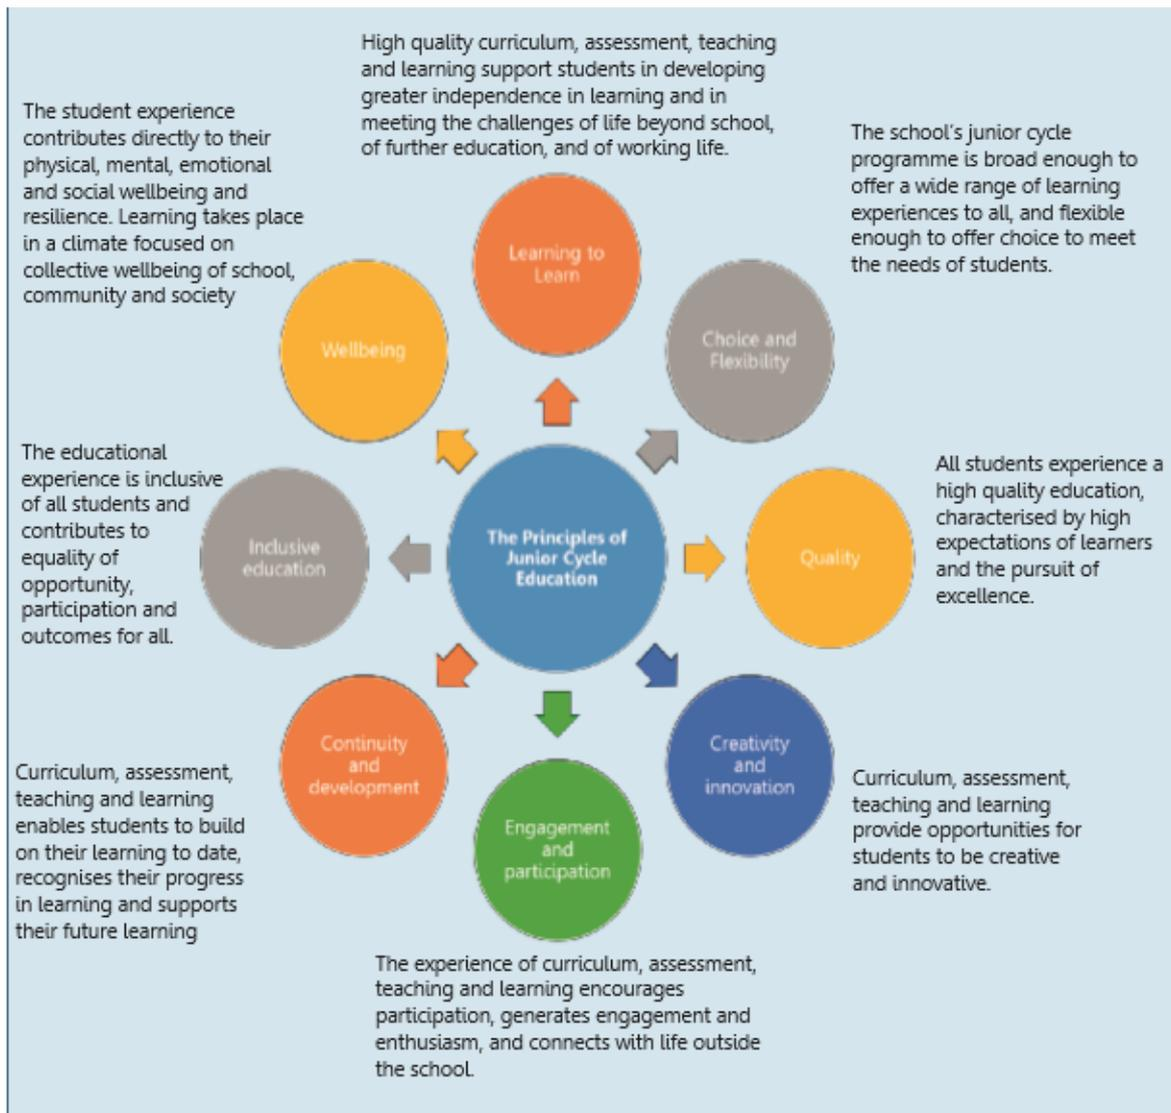 High quality curriculum, assessment, teaching
and learning support students in developing
greater independence in learning and in
meeting the challenges of life beyond school,
of further education, and of working life.
The student experience
contributes directly to their
physical, mental, emotional
and social wellbeing and
resilience. Learning takes place
in a climate focused on
collective wellbeing of school,
community and society
The school's junior cycle
programme is broad enough to
offer a wide range of learning
experiences to all, and flexible
enough to offer choice to meet
the needs of students.
Learning to
Learn
Wellbeing
Choice and
Flexibility
The educational
experience is inclusive
of all students and
contributes to
equality of
opportunity,
participation and
outcomes for all.
Inclusive
education
The Principles of
Junior Cycle
Education
Quality
All students experience a
high quality education,
characterised by high
expectations of learners
and the pursuit of
excellence.
Continuity
and
development
Engagement
and
participation
Creativity
and
innovation
Curriculum, assessment,
teaching and learning
enables students to build
on their learning to date,
recognises their progress
in learning and supports
their future learning
Curriculum, assessment,
teaching and learning
provide opportunities for
students to be creative
and innovative.
The experience of curriculum, assessment,
teaching and learning encourages
participation, generates engagement and
enthusiasm, and connects with life outside
the school.